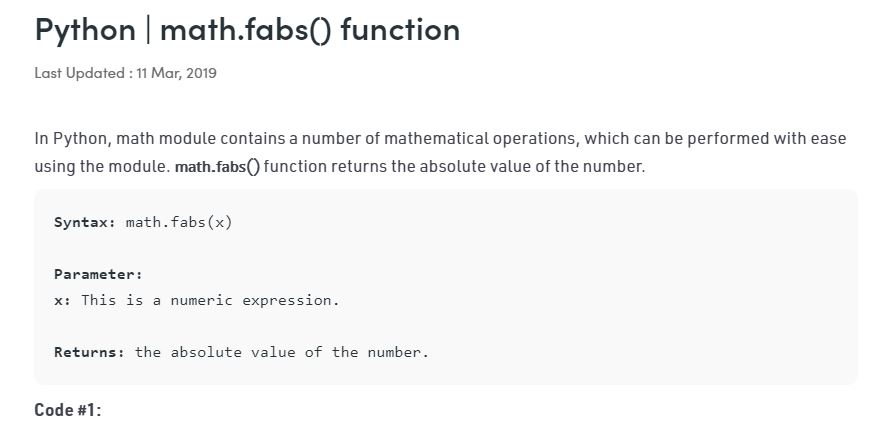 Python | math.fabs() function
Last Updated : 11 Mar, 2019
In Python, math module contains a number of mathematical operations, which can be performed with ease
using the module. math.fabs() function returns the absolute value of the number.
Syntax: math.fabs(x)
Parameter:
x: This is a numeric expression.
Returns: the absolute value of the number.
Code #1: